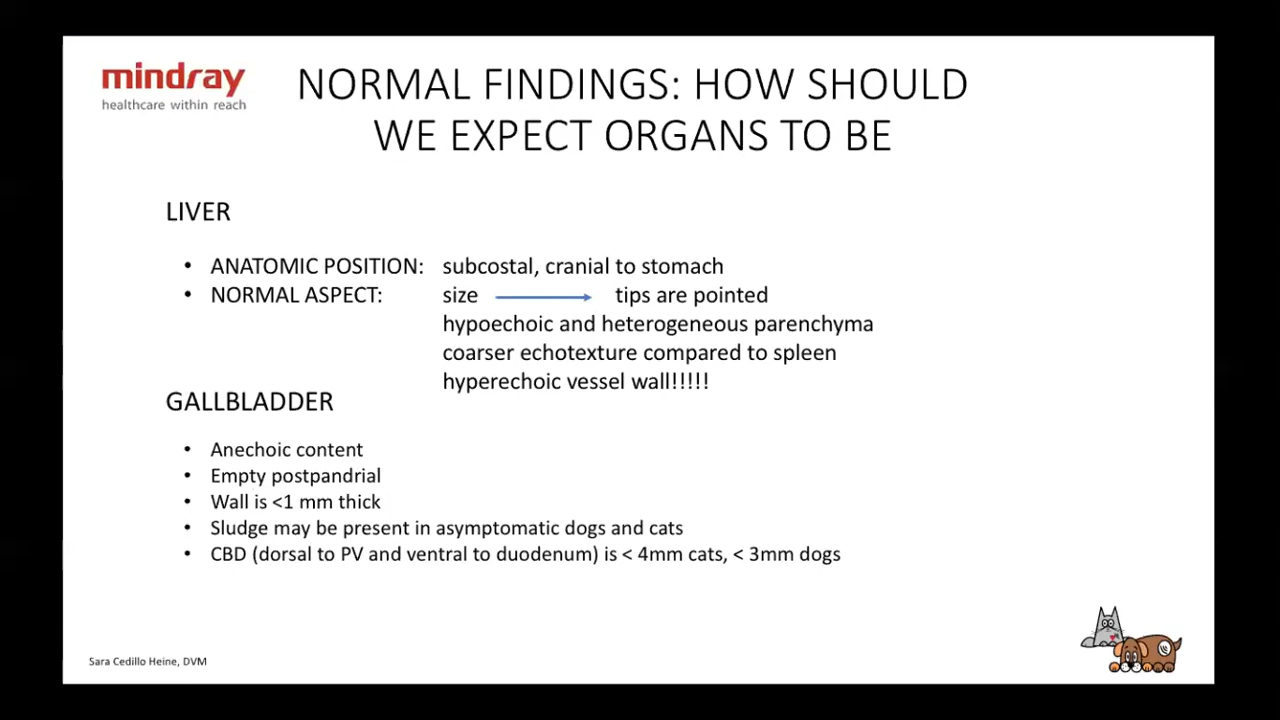 mindray
healthcare within reach
NORMAL FINDINGS: HOW SHOULD
WE EXPECT ORGANS TO BE
LIVER
• ANATOMIC POSITION: subcostal, cranial to stomach
• NORMAL ASPECT: size tips are pointed
hypoechoic and heterogeneous parenchyma
coarser echotexture compared to spleen
hyperechoic vessel wall!!!!!
GALLBLADDER
• Anechoic content
• Empty postpandrial
• Wall is <1 mm thick
• Sludge may be present in asymptomatic dogs and cats
• CBD (dorsal to PV and ventral to duodenum) is < 4mm cats, < 3mm dogs
Sara Cedillo Heine, DVM